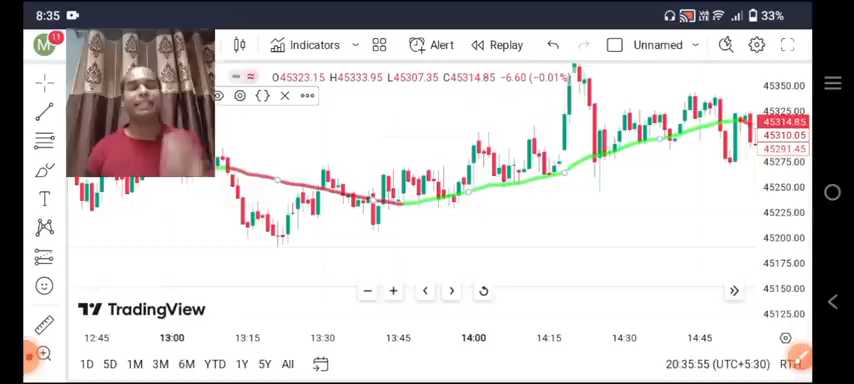 8:35
VoD LTE
33%
M
11
Indicators
Alert
Replay
Unnamed
O45323.15 H45333.95 L45307.35 C45314.85 −6.60 (−0.01%)
45350.00
45325.00
45314.85
45310.05
45291.45
45275.00
45250.00
45225.00
45200.00
45175.00
45150.00
45125.00
TradingView
12:45 13:00 13:15 13:30 13:45 14:00 14:15 14:30 14:45
1D 5D 1M 3M 6M YTD 1Y 5Y All
20:35:55 (UTC+5:30)
RTH